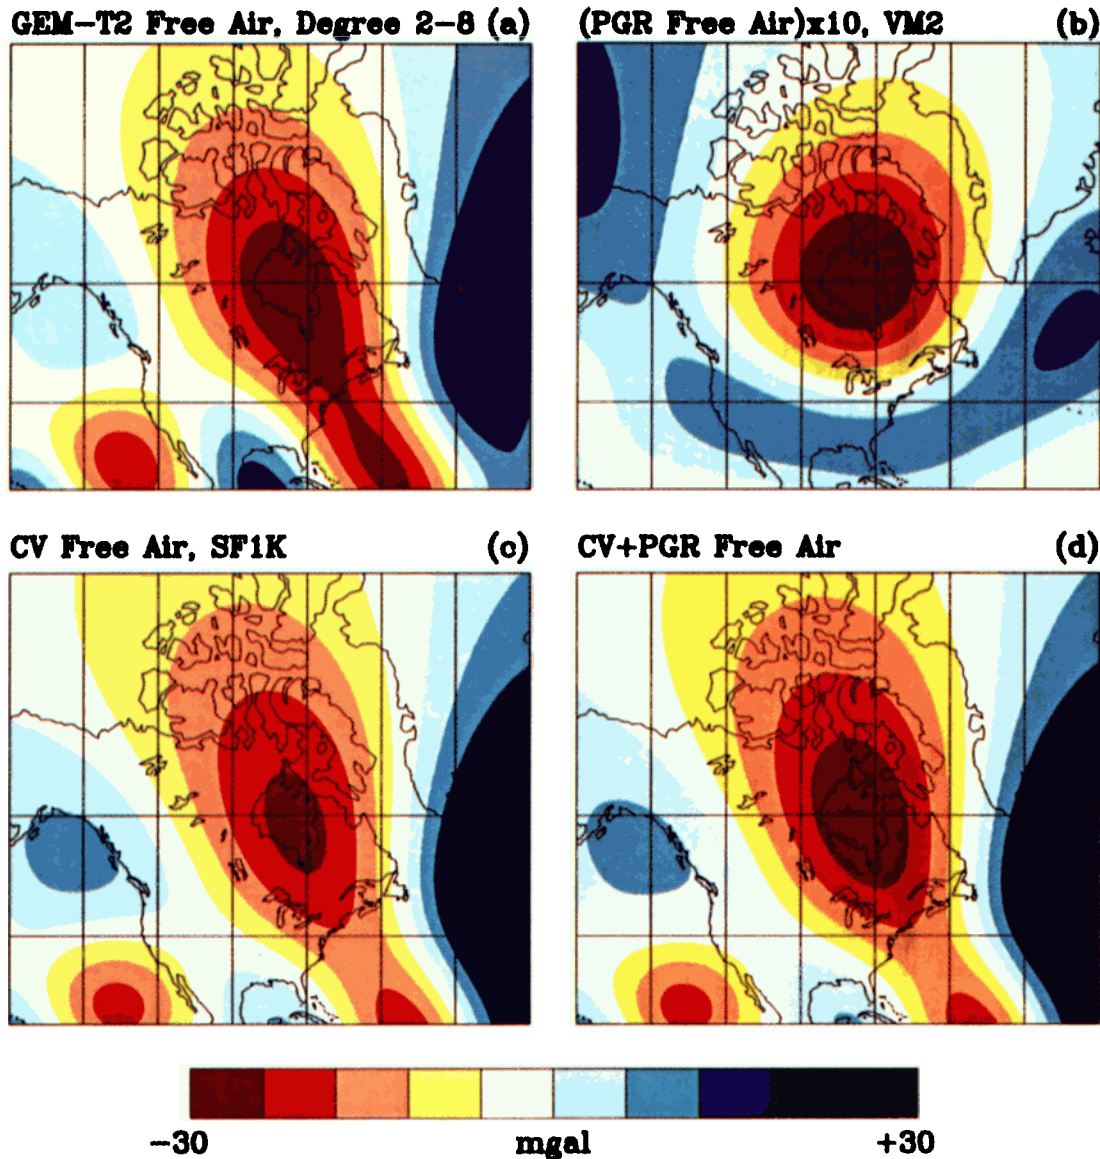 GEM-T2 Free Air, Degree 2-8 (a)
(PGR Free Air)x10, VM2 (b)
CV Free Air, SF1K (c)
CV+PGR Free Air (d)
-30 mgal +30